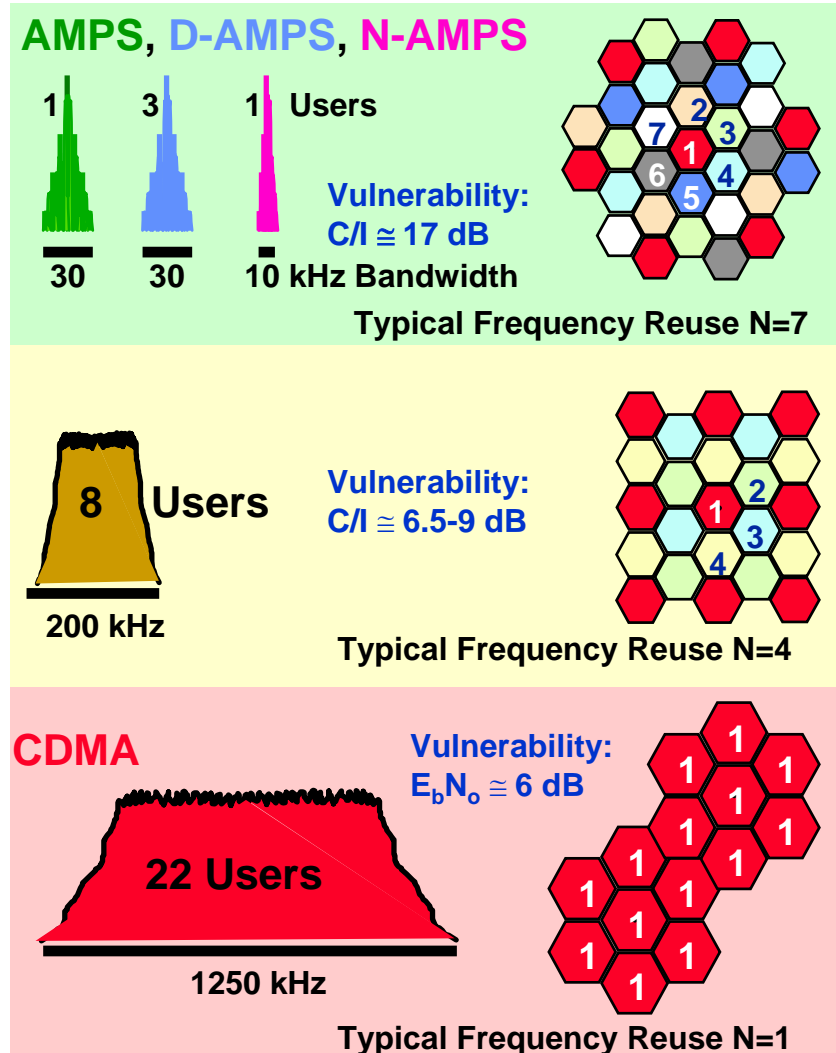 AMPS, D-AMPS, N-AMPS
1 3 1 Users
Vulnerability:
C/I ≅ 17 dB
30 30 10 kHz Bandwidth
2
7 3
1
6 4
5
Typical Frequency Reuse N=7
8 Users
200 kHz
Vulnerability:
C/I ≅ 6.5-9 dB
2
1
3
4
Typical Frequency Reuse N=4
CDMA
Vulnerability:
EbNo ≅ 6 dB
22 Users
1250 kHz
1
1 1
1
1 1
1 1
1 1
1
1 1
1
Typical Frequency Reuse N=1